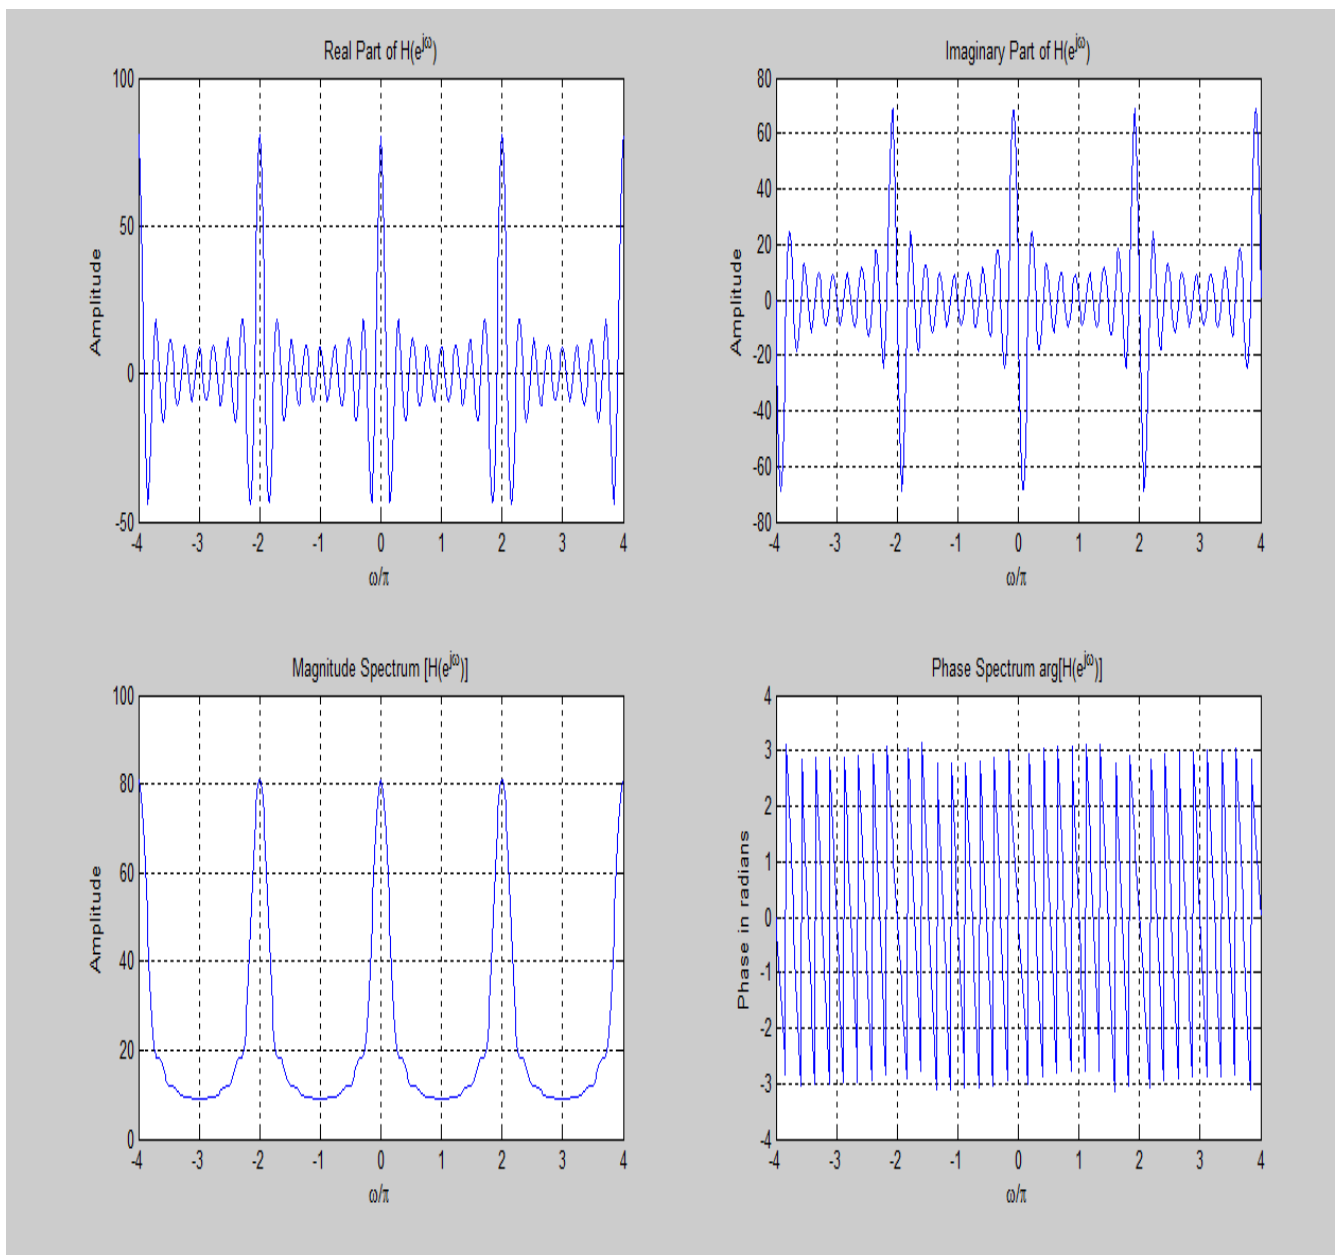 Real Part of H(e^jω)
100
50
0
-50
-4 -3 -2 -1 0 1 2 3 4
Amplitude
ω/π
Imaginary Part of H(e^jω)
80
60
40
20
0
-20
-40
-60
-80
-4 -3 -2 -1 0 1 2 3 4
Amplitude
ω/π
Magnitude Spectrum [H(e^jω)]
100
80
60
40
20
0
-4 -3 -2 -1 0 1 2 3 4
Amplitude
ω/π
Phase Spectrum arg[H(e^jω)]
4
3
2
1
0
-1
-2
-3
-4
-4 -3 -2 -1 0 1 2 3 4
Phase in radians
ω/π